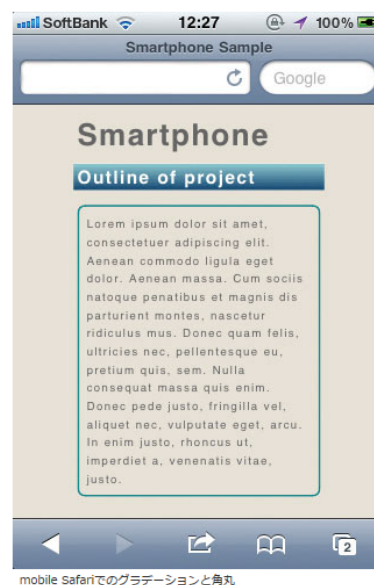 SoftBank 12:27 100%
Smartphone Sample
Google
Smartphone
Outline of project
Lorem ipsum dolor sit amet,
consectetuer adipiscing elit.
Aenean commodo ligula eget
dolor. Aenean massa. Cum sociis
natoque penatibus et magnis dis
parturient montes, nascetur
ridiculus mus. Donec quam felis,
ultricies nec, pellentesque eu,
pretium quis, sem. Nulla
consequat massa quis enim.
Donec pede justo, fringilla vel,
aliquet nec, vulputate eget, arcu.
In enim justo, rhoncus ut,
imperdiet a, venenatis vitae,
justo.
2
mobile Safariでのグラデーションと角丸